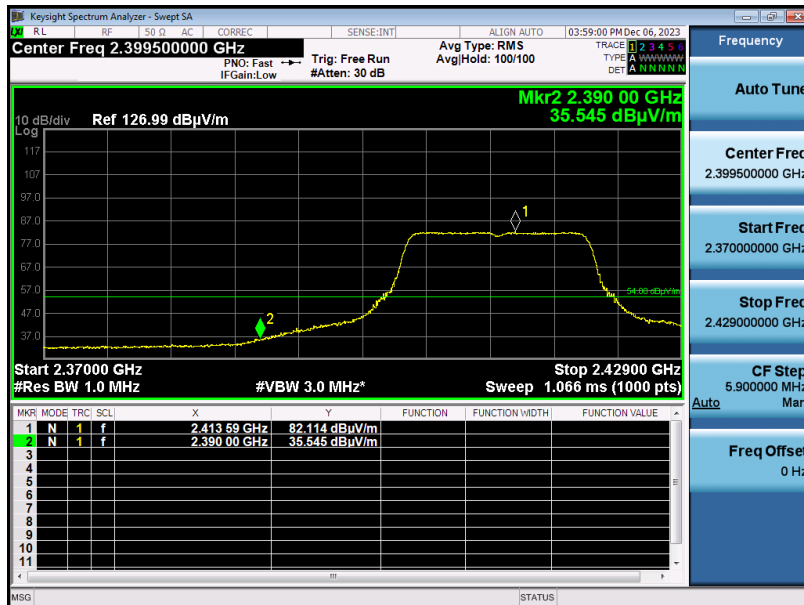 Keysight Spectrum Analyzer - Swept SA
LXI RL RF 50 Ω AC CORREC SENSE:INT ALIGN AUTO 03:59:00 PM Dec 06, 2023
Center Freq 2.399500000 GHz
PNO: Fast
IFGain:Low
Trig: Free Run
#Atten: 30 dB
Avg Type: RMS
Avg|Hold: 100/100
TRACE 1 2 3 4 5 6
TYPE A W W W W W
DET A N N N N N
Mkr2 2.390 00 GHz
35.545 dBµV/m
10 dB/div Ref 126.99 dBµV/m
Log
117
107
97.0
87.0
77.0
67.0
57.0
47.0
37.0
1
2
54.00 dBµV/m
Start 2.37000 GHz Stop 2.42900 GHz
#Res BW 1.0 MHz #VBW 3.0 MHz* Sweep 1.066 ms (1000 pts)
MKR MODE TRC SCL X Y FUNCTION FUNCTION WIDTH FUNCTION VALUE
1 N 1 f 2.413 59 GHz 82.114 dBµV/m
2 N 1 f 2.390 00 GHz 35.545 dBµV/m
3
4
5
6
7
8
9
10
11
MSG STATUS
Frequency
Auto Tune
Center Freq
2.399500000 GHz
Start Freq
2.370000000 GHz
Stop Freq
2.429000000 GHz
CF Step
5.900000 MHz
Auto Man
Freq Offset
0 Hz